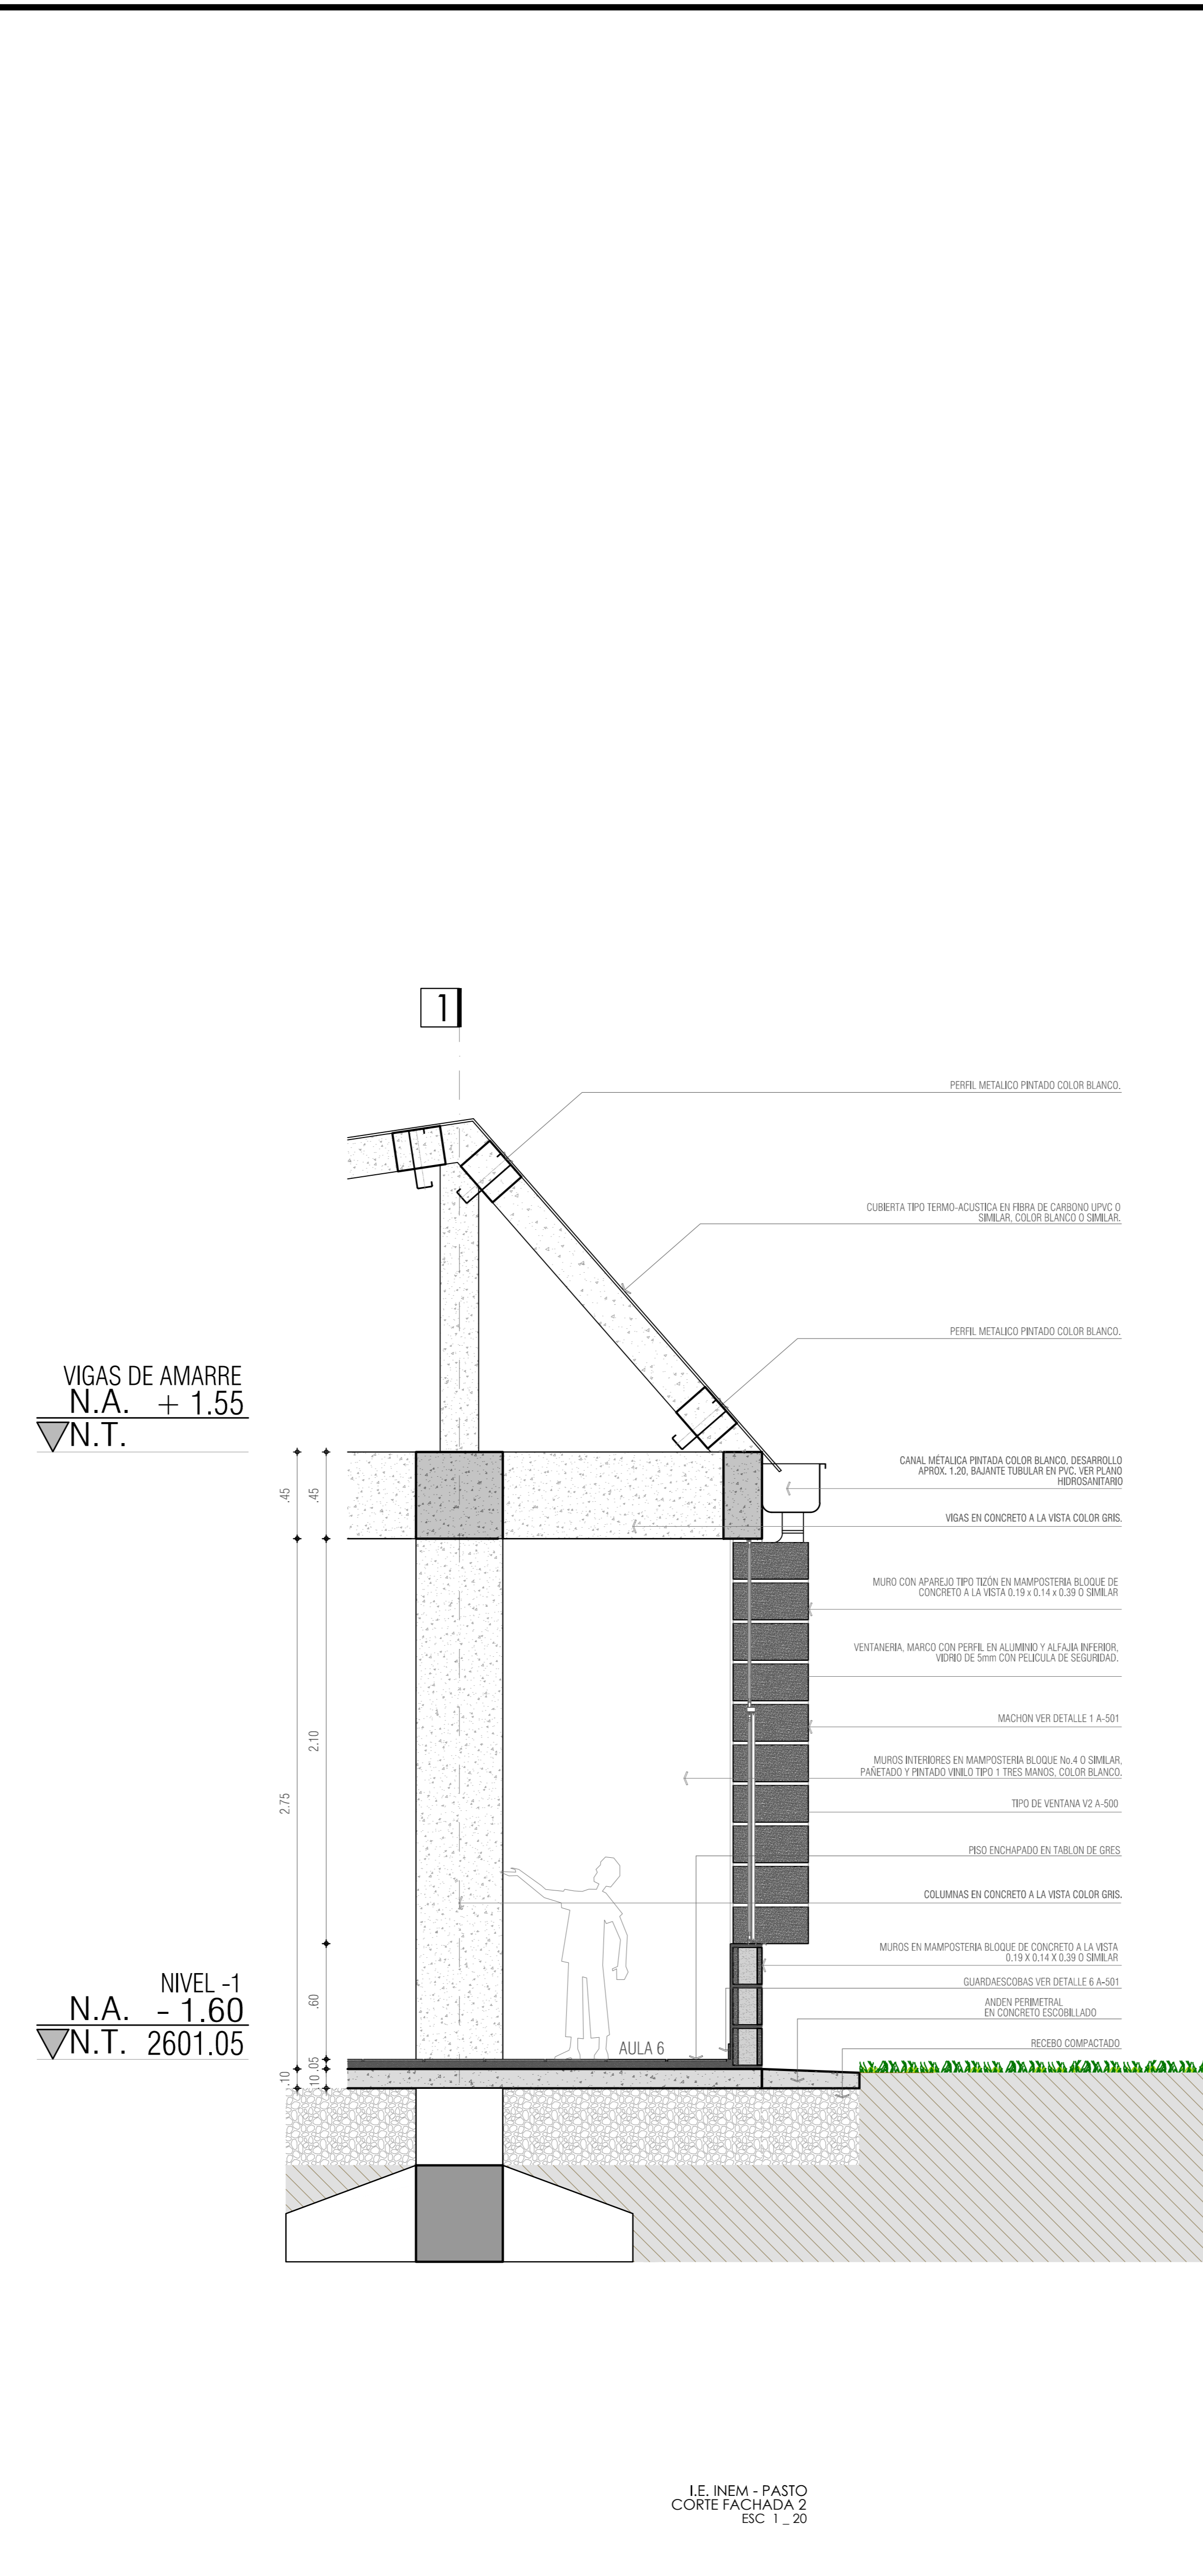 1
PERFIL METALICO PINTADO COLOR BLANCO.
CUBIERTA TIPO TERMO-ACUSTICA EN FIBRA DE CARBONO UPVC O
SIMILAR, COLOR BLANCO O SIMILAR.
PERFIL METALICO PINTADO COLOR BLANCO.
VIGAS DE AMARRE
N.A. + 1.55
N.T.
CANAL MÉTALICA PINTADA COLOR BLANCO, DESARROLLO
APROX. 1.20, BAJANTE TUBULAR EN PVC. VER PLANO
HIDROSANITARIO
.45
.45
VIGAS EN CONCRETO A LA VISTA COLOR GRIS.
MURO CON APAREJO TIPO TIZÓN EN MAMPOSTERIA BLOQUE DE
CONCRETO A LA VISTA 0.19 x 0.14 x 0.39 O SIMILAR
VENTANERIA, MARCO CON PERFIL EN ALUMINIO Y ALFAJIA INFERIOR,
VIDRIO DE 5mm CON PELICULA DE SEGURIDAD.
MACHON VER DETALLE 1 A-501
2.10
MUROS INTERIORES EN MAMPOSTERIA BLOQUE No.4 O SIMILAR,
PAÑETADO Y PINTADO VINILO TIPO 1 TRES MANOS, COLOR BLANCO.
2.75
TIPO DE VENTANA V2 A-500
PISO ENCHAPADO EN TABLON DE GRES
COLUMNAS EN CONCRETO A LA VISTA COLOR GRIS.
MUROS EN MAMPOSTERIA BLOQUE DE CONCRETO A LA VISTA
0.19 X 0.14 X 0.39 O SIMILAR
GUARDAESCOBAS VER DETALLE 6 A-501
NIVEL -1
N.A. - 1.60
N.T. 2601.05
.60
ANDEN PERIMETRAL
EN CONCRETO ESCOBILLADO
RECEBO COMPACTADO
AULA 6
.10
.10
.05
I.E. INEM - PASTO
CORTE FACHADA 2
ESC 1 _ 20